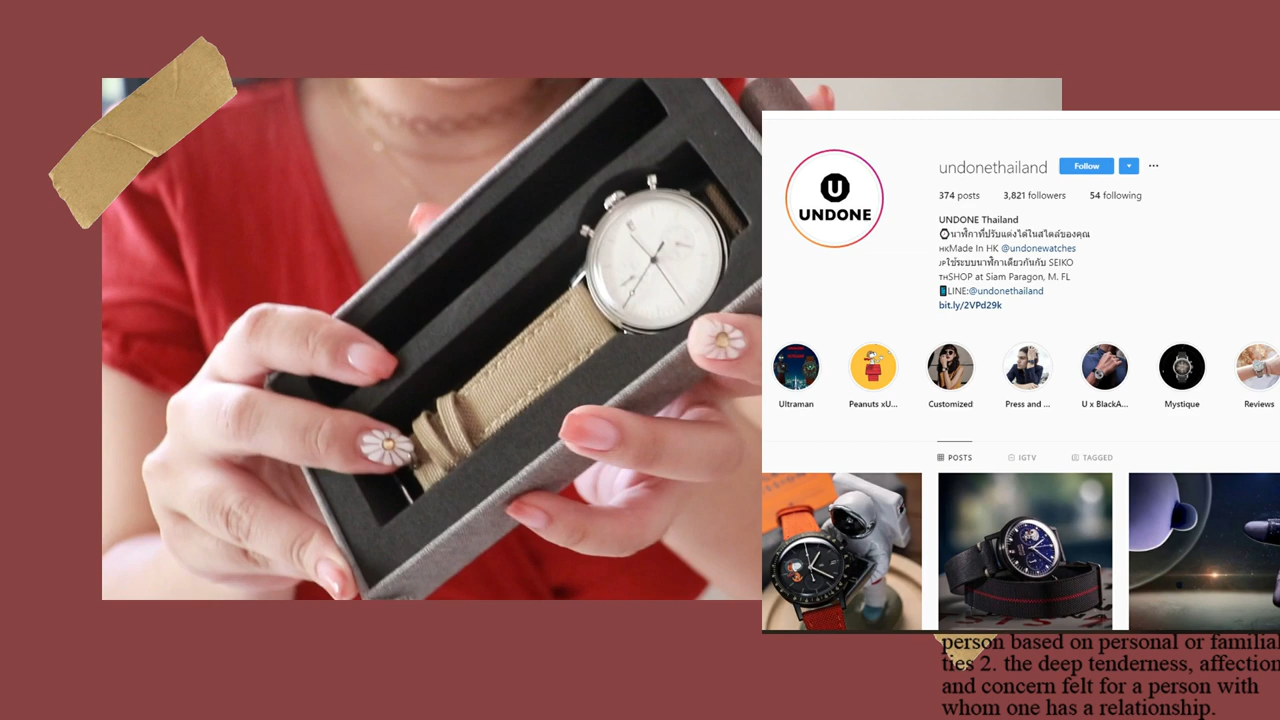 U
UNDONE
undonethailand
Follow
374 posts 3,821 followers 54 following
UNDONE Thailand
นาฬิกาที่ปรับแต่งได้ในสไตล์ของคุณ
HKMade In HK @undonewatches
JPใช้ระบบนาฬิกาเดียวกันกับ SEIKO
THSHOP at Siam Paragon, M. FL
LINE:@undonethailand
bit.ly/2VPd29k
Ultraman Peanuts xU... Customized Press and ... U x BlackA... Mystique Reviews
POSTS IGTV TAGGED
person based on personal or familial
ties 2. the deep tenderness, affection
and concern felt for a person with
whom one has a relationship.